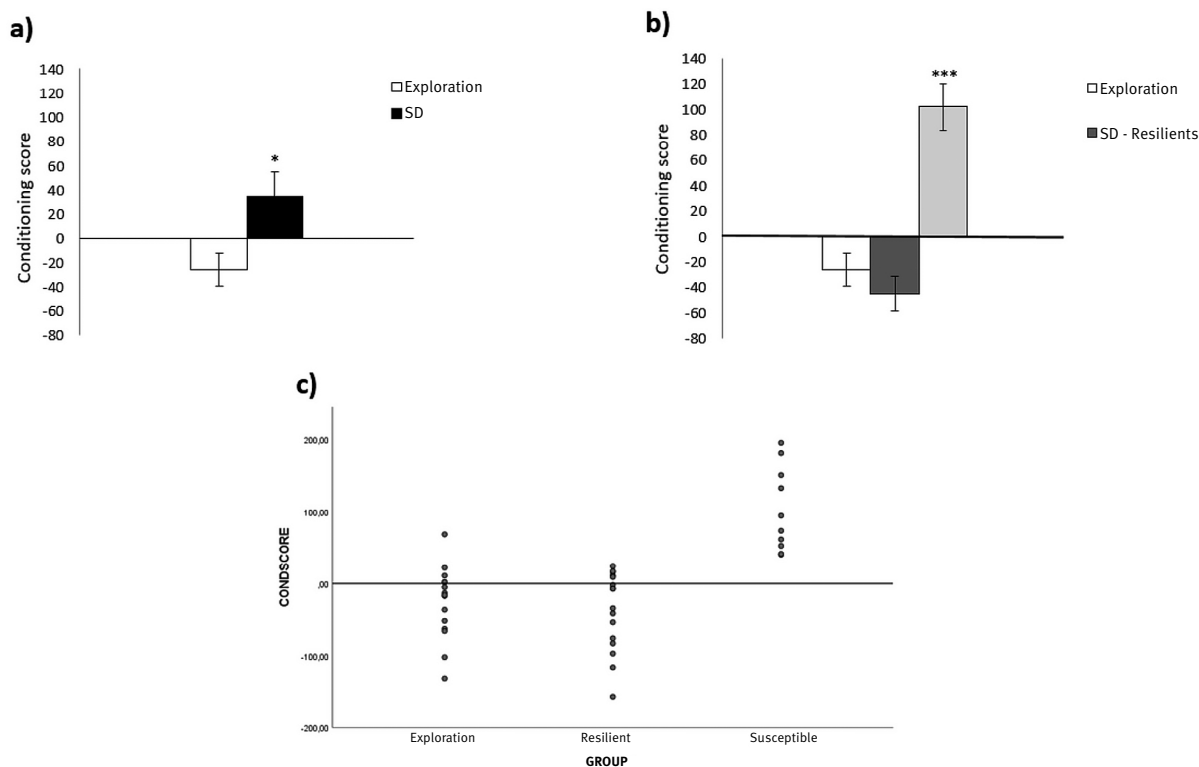 a)
140
120
100
80
60
40
20
0
-20
-40
-60
-80
Conditioning score
*
Exploration
SD
b)
140
120
100
80
60
40
20
0
-20
-40
-60
-80
Conditioning score
***
Exploration
SD - Resilients
c)
200,00
100,00
,00
-100,00
-200,00
CONDSCORE
Exploration Resilient Susceptible
GROUP